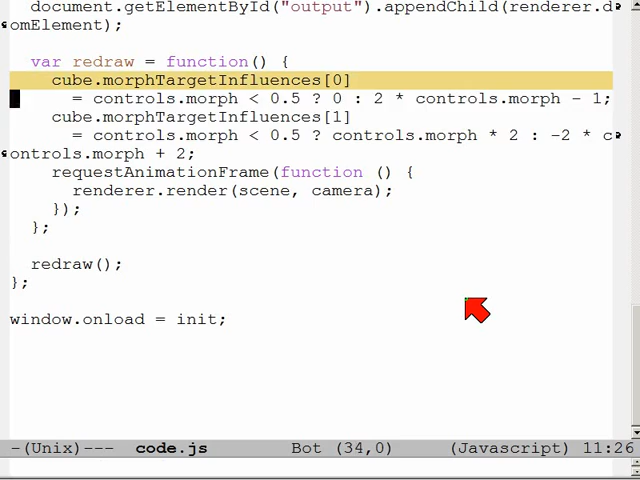 document.getElementById("output").appendChild(renderer.d
omElement);
var redraw = function() {
cube.morphTargetInfluences[0]
= controls.morph < 0.5 ? 0 : 2 * controls.morph - 1;
cube.morphTargetInfluences[1]
= controls.morph < 0.5 ? controls.morph * 2 : -2 * c
ontrols.morph + 2;
requestAnimationFrame(function () {
renderer.render(scene, camera);
});
};
redraw();
};
window.onload = init;
-(Unix)--- code.js Bot (34,0) (Javascript) 11:26